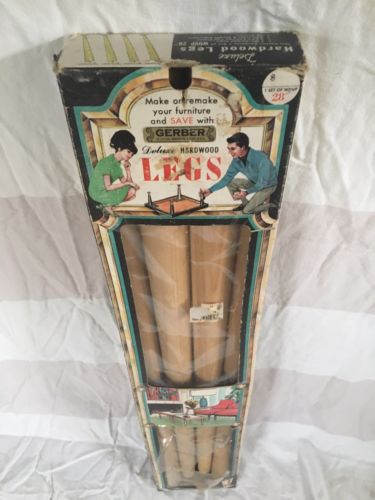 Deluxe
Hardwood Legs
1 SET OF WDVP
28"
Make or remake
your furniture
and SAVE with
GERBER
Deluxe HARDWOOD
LEGS